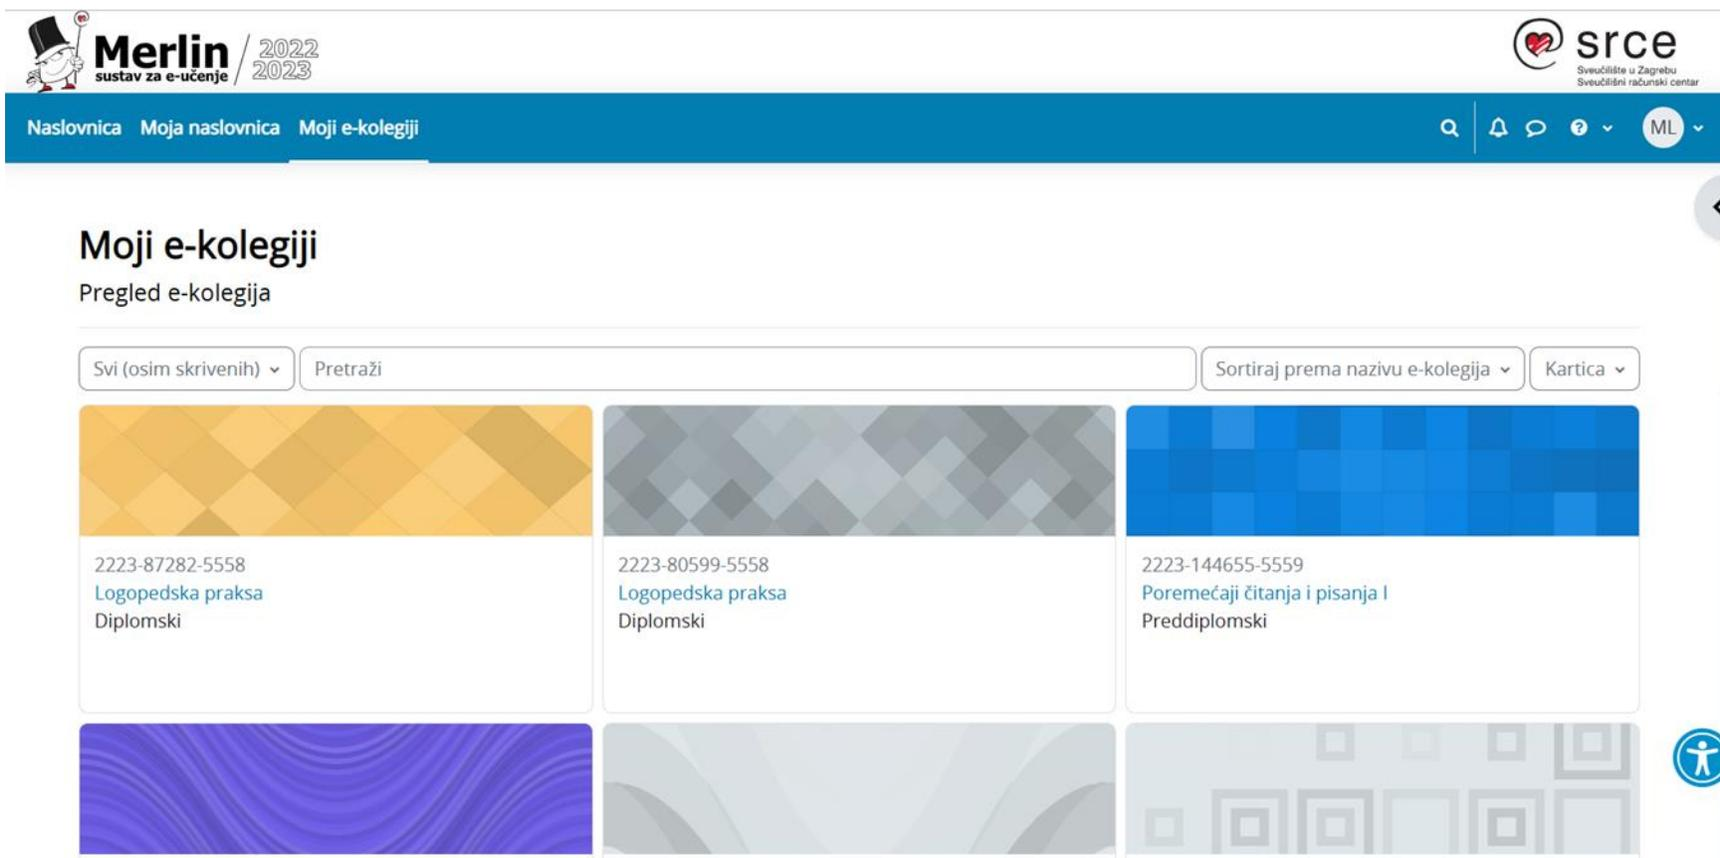 Merlin
sustav za e-učenje
2022
2023
srce
Sveučilište u Zagrebu
Sveučilišni računski centar
Naslovnica Moja naslovnica Moji e-kolegiji
ML
Moji e-kolegiji
Pregled e-kolegija
Svi (osim skrivenih) Pretraži Sortiraj prema nazivu e-kolegija Kartica
2223-87282-5558
Logopedska praksa
Diplomski
2223-80599-5558
Logopedska praksa
Diplomski
2223-144655-5559
Poremećaji čitanja i pisanja I
Preddiplomski